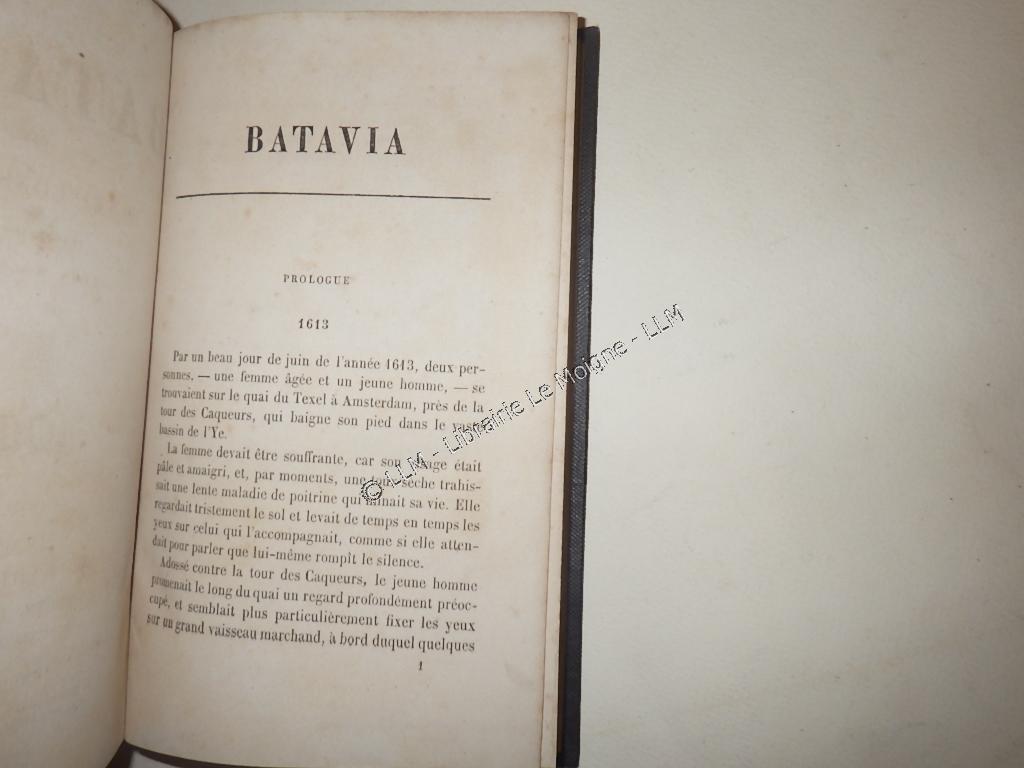 BATAVIA
PROLOGUE
1613
Par un beau jour de juin de l'année 1613, deux per-
sonnes, — une femme âgée et un jeune homme, — se
trouvaient sur le quai du Texel à Amsterdam, près de la
tour des Caqueurs, qui baigne son pied dans le vaste
bassin de l'Ye.
La femme devait être souffrante, car son visage était
pâle et amaigri, et, par moments, une toux sèche trahis-
sait une lente maladie de poitrine qui minait sa vie. Elle
regardait tristement le sol et levait de temps en temps les
yeux sur celui qui l'accompagnait, comme si elle atten-
dait pour parler que lui-même rompît le silence.
Adossé contre la tour des Caqueurs, le jeune homme
promenait le long du quai un regard profondément préoc-
cupé, et semblait plus particulièrement fixer les yeux
sur un grand vaisseau marchand, à bord duquel quelques
1
© LLM - Librairie Le Moigne - LLM